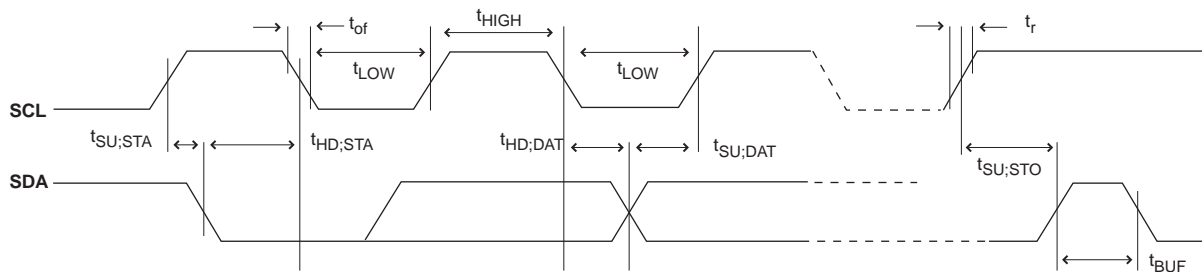 t_of
t_HIGH
t_r
t_LOW
t_LOW
SCL
t_SU;STA
t_HD;STA
t_HD;DAT
t_SU;DAT
t_SU;STO
SDA
t_BUF